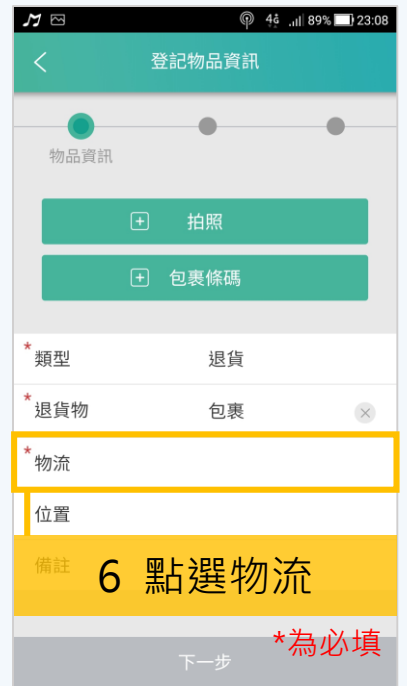 4G 89% 23:08
登記物品資訊
物品資訊
拍照
包裹條碼
*類型 退貨
*退貨物 包裹
*物流
位置
備註
6 點選物流
*為必填
下一步